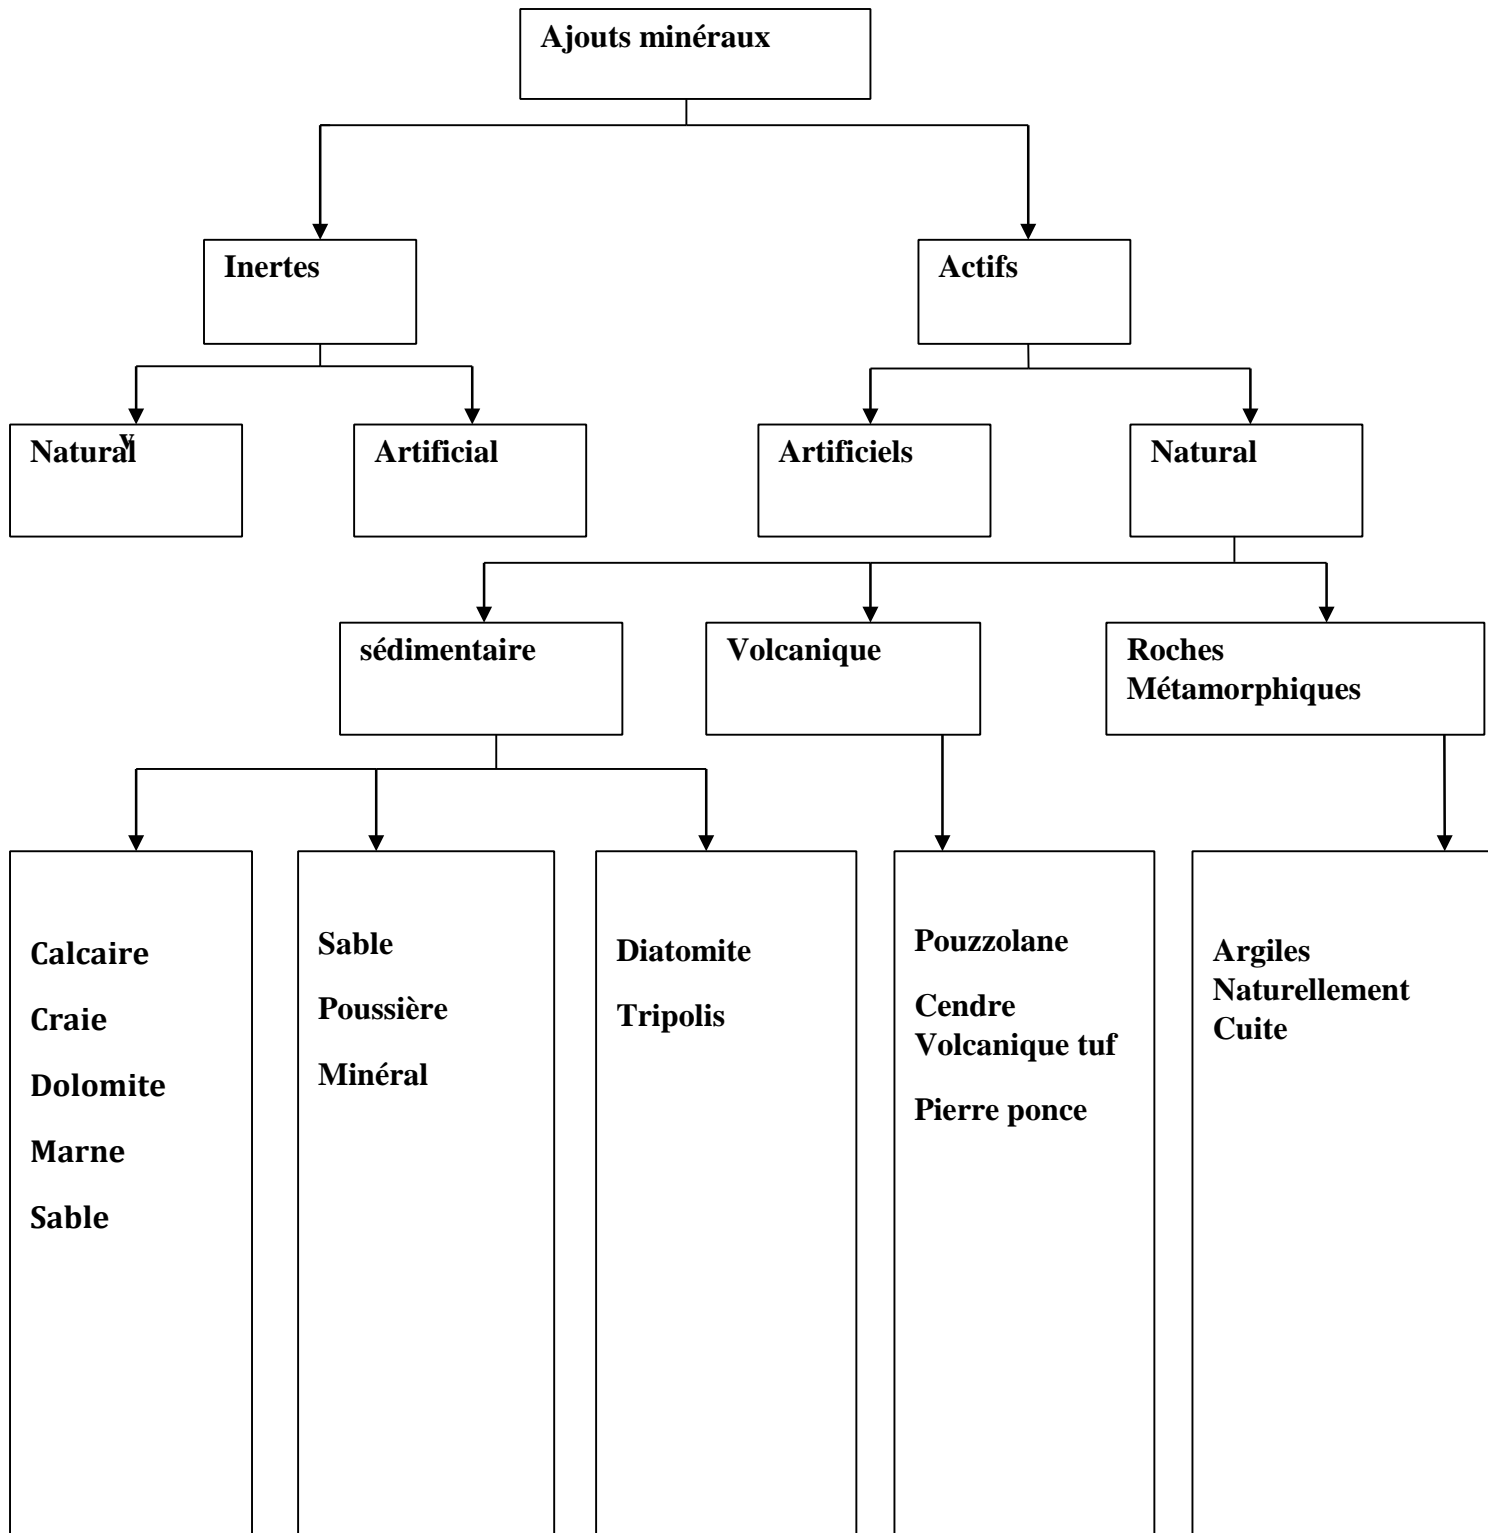 Ajouts minéraux
Inertes
Actifs
Natural
v
Artificial
Artificiels
Natural
sédimentaire
Volcanique
Roches
Métamorphiques
Calcaire
Craie
Dolomite
Marne
Sable
Sable
Poussière
Minéral
Diatomite
Tripolis
Pouzzolane
Cendre
Volcanique tuf
Pierre ponce
Argiles
Naturellement
Cuite